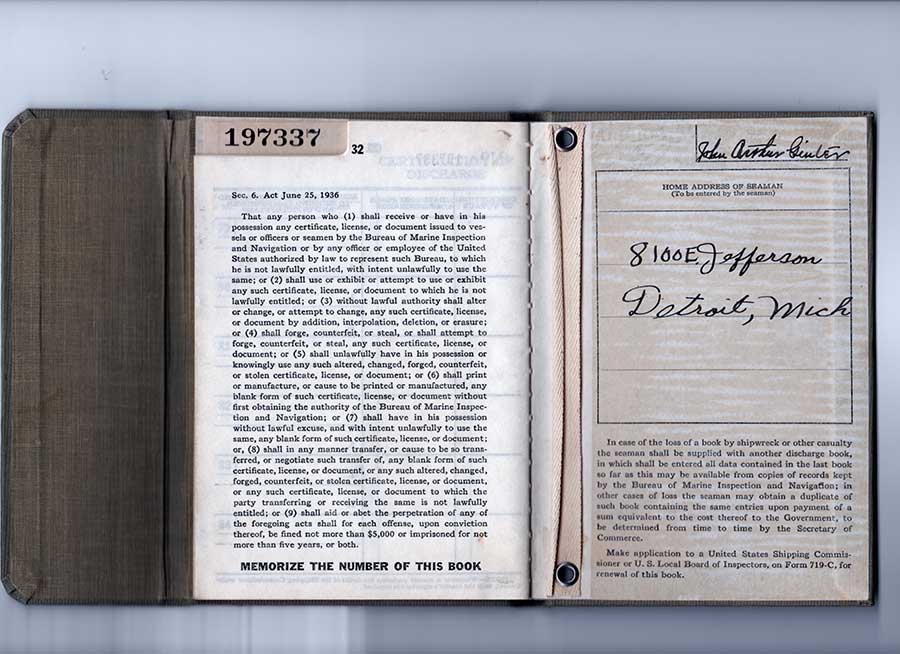 197337
32
Sec. 6. Act June 25, 1936
That any person who (1) shall receive or have in his
possession any certificate, license, or document issued to ves-
sels or officers or seamen by the Bureau of Marine Inspection
and Navigation or by any officer or employee of the United
States authorized by law to represent such Bureau, to which
he is not lawfully entitled, with intent unlawfully to use the
same; or (2) shall use or exhibit or attempt to use or exhibit
any such certificate, license, or document to which he is not
lawfully entitled; or (3) without lawful authority shall alter
or change, or attempt to change, any such certificate, license,
or document by addition, interpolation, deletion, or erasure;
or (4) shall forge, counterfeit, or steal, or shall attempt to
forge, counterfeit, or steal, any such certificate, license, or
document; or (5) shall unlawfully have in his possession or
knowingly use any such altered, changed, forged, counterfeit,
or stolen certificate, license, or document; or (6) shall print
or manufacture, or cause to be printed or manufactured, any
blank form of such certificate, license, or document without
first obtaining the authority of the Bureau of Marine Inspec-
tion and Navigation; or (7) shall have in his possession
without lawful excuse, and with intent unlawfully to use the
same, any blank form of such certificate, license, or document;
or, (8) shall in any manner transfer, or cause to be so trans-
ferred, or negotiate such transfer of, any blank form of such
certificate, license, or document, or any such altered, changed,
forged, counterfeit, or stolen certificate, license, or document,
or any such certificate, license, or document to which the
party transferring or receiving the same is not lawfully
entitled; or (9) shall aid or abet the perpetration of any of
the foregoing acts shall for each offense, upon conviction
thereof, be fined not more than $5,000 or imprisoned for not
more than five years, or both.
MEMORIZE THE NUMBER OF THIS BOOK
John Arthur Ginter
HOME ADDRESS OF SEAMAN
(To be entered by the seaman)
8100 E. Jefferson
Detroit, Mich
In case of the loss of a book by shipwreck or other casualty
the seaman shall be supplied with another discharge book,
in which shall be entered all data contained in the last book
so far as this may be available from copies of records kept
by the Bureau of Marine Inspection and Navigation; in
other cases of loss the seaman may obtain a duplicate of
such book containing the same entries upon payment of a
sum equivalent to the cost thereof to the Government, to
be determined from time to time by the Secretary of
Commerce.
Make application to a United States Shipping Commis-
sioner or U. S. Local Board of Inspectors, on Form 719-C, for
renewal of this book.